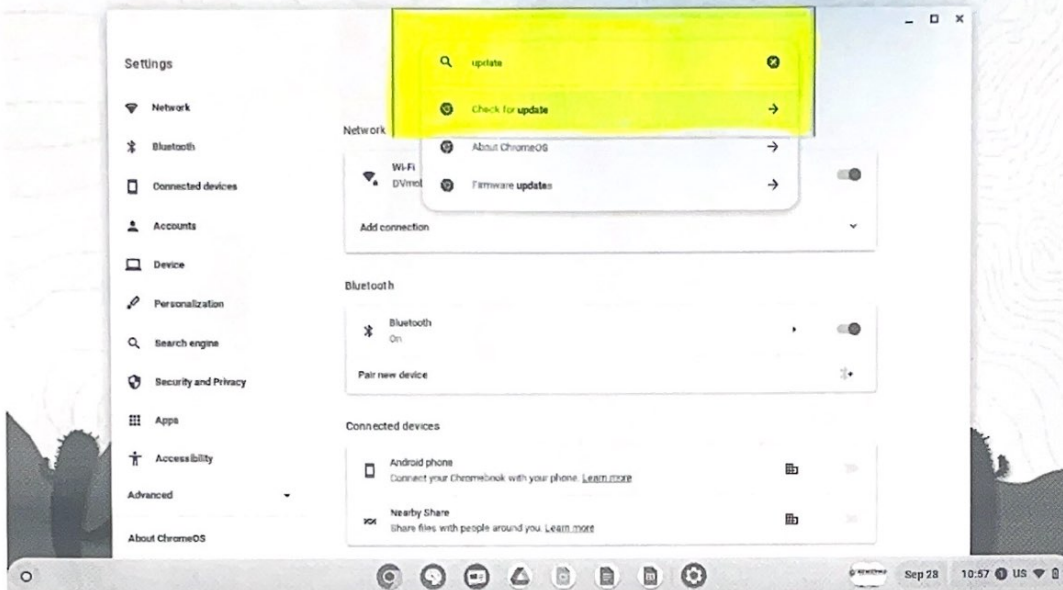 Settings
update
Check for update
About ChromeOS
Firmware updates
Network
Bluetooth
Connected devices
Accounts
Device
Personalization
Search engine
Security and Privacy
Apps
Accessibility
Advanced
About ChromeOS
Network
Wi-Fi
Add connection
Bluetooth
Bluetooth
On
Pair new device
Connected devices
Android phone
Connect your Chromebook with your phone. Learn more
Nearby Share
Share files with people around you. Learn more
Sep 28
10:57
1
US